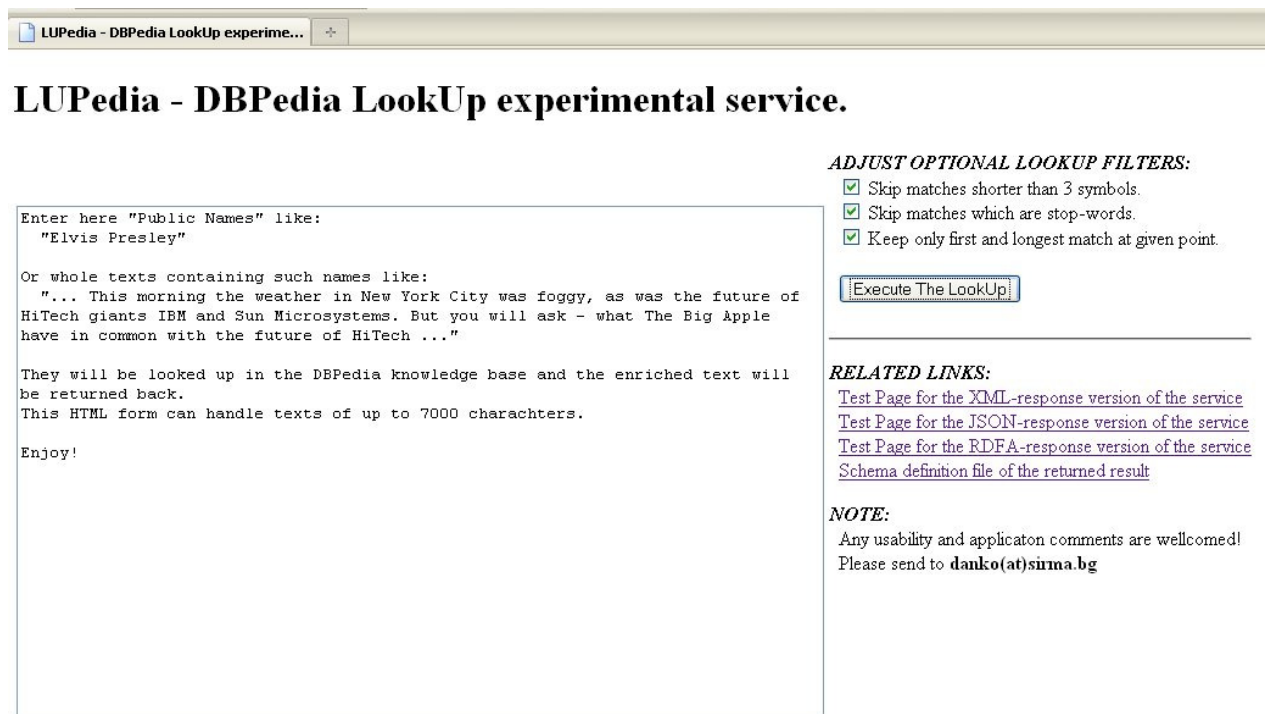 LUPedia - DBPedia LookUp experime...
LUPedia - DBPedia LookUp experimental service.
Enter here "Public Names" like:
"Elvis Presley"
Or whole texts containing such names like:
"... This morning the weather in New York City was foggy, as was the future of
HiTech giants IBM and Sun Microsystems. But you will ask - what The Big Apple
have in common with the future of HiTech ..."
They will be looked up in the DBPedia knowledge base and the enriched text will
be returned back.
This HTML form can handle texts of up to 7000 charachters.
Enjoy!
ADJUST OPTIONAL LOOKUP FILTERS:
Skip matches shorter than 3 symbols.
Skip matches which are stop-words.
Keep only first and longest match at given point.
Execute The LookUp
RELATED LINKS:
Test Page for the XML-response version of the service
Test Page for the JSON-response version of the service
Test Page for the RDFA-response version of the service
Schema definition file of the returned result
NOTE:
Any usability and applicaton comments are wellcomed!
Please send to danko(at)sirma.bg